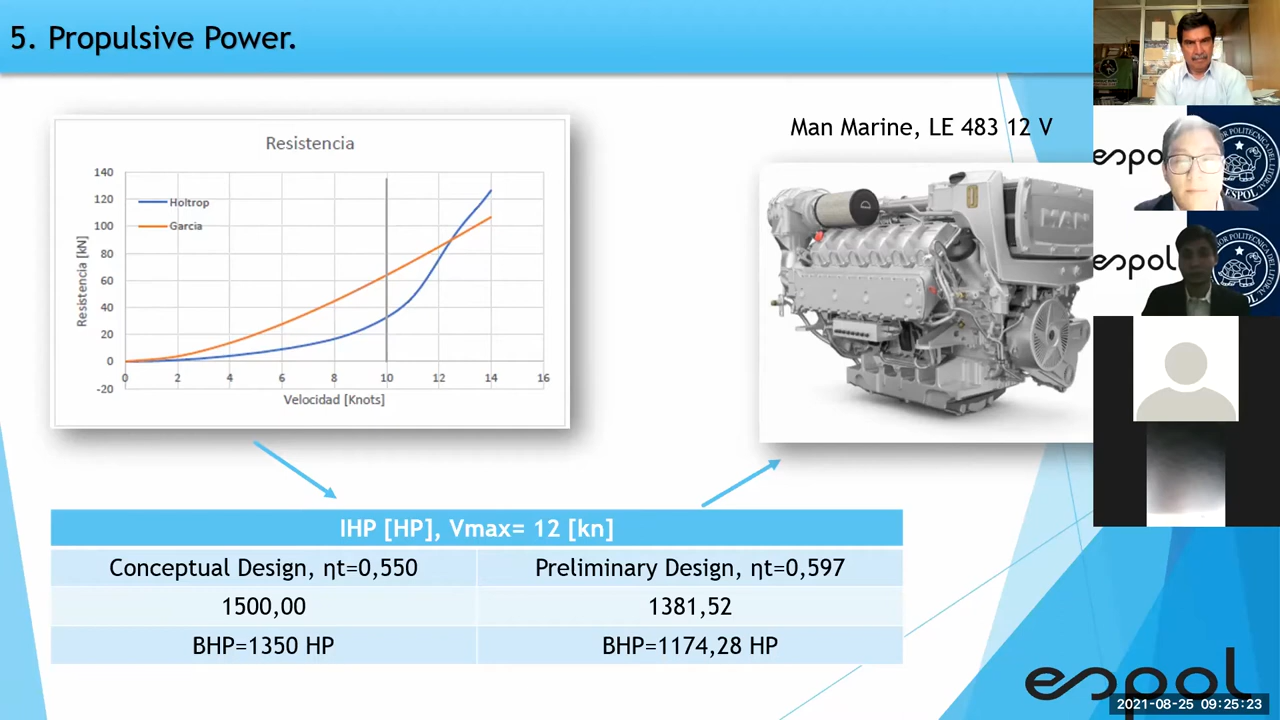 5. Propulsive Power.
Resistencia
140
120
100
80
60
40
20
0
-20
0 2 4 6 8 10 12 14 16
Holtrop
Garcia
Resistencia [kN]
Velocidad [Knots]
Man Marine, LE 483 12 V
MAN
IHP [HP], Vmax= 12 [kn]
Conceptual Design, ηt=0,550
Preliminary Design, ηt=0,597
1500,00
1381,52
BHP=1350 HP
BHP=1174,28 HP
espol
ESPOL
espol
espol
2021-08-25 09:25:23